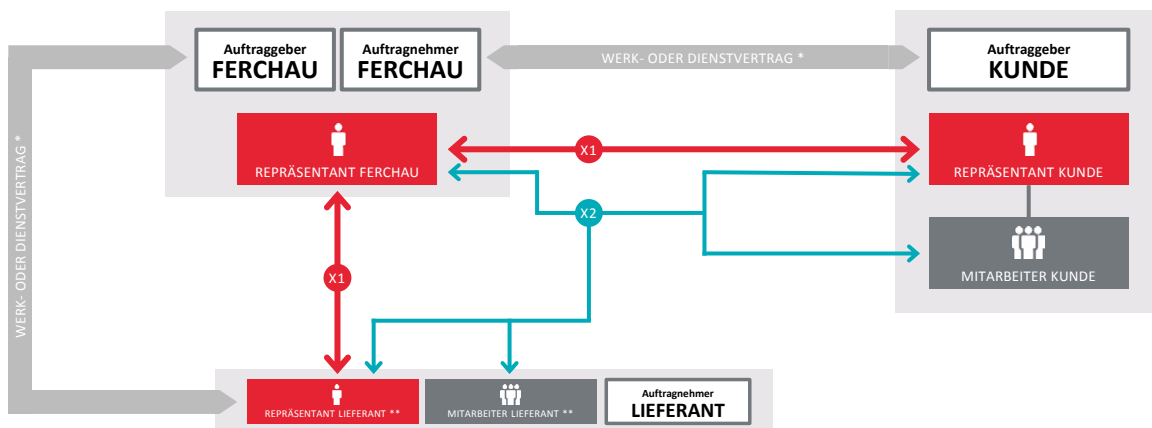 Auftraggeber
FERCHAU
Auftragnehmer
FERCHAU
WERK- ODER DIENSTVERTRAG *
Auftraggeber
KUNDE
WERK- ODER DIENSTVERTRAG *
REPRÄSENTANT FERCHAU
X1
REPRÄSENTANT KUNDE
X2
MITARBEITER KUNDE
X1
REPRÄSENTANT LIEFERANT **
MITARBEITER LIEFERANT **
Auftragnehmer
LIEFERANT